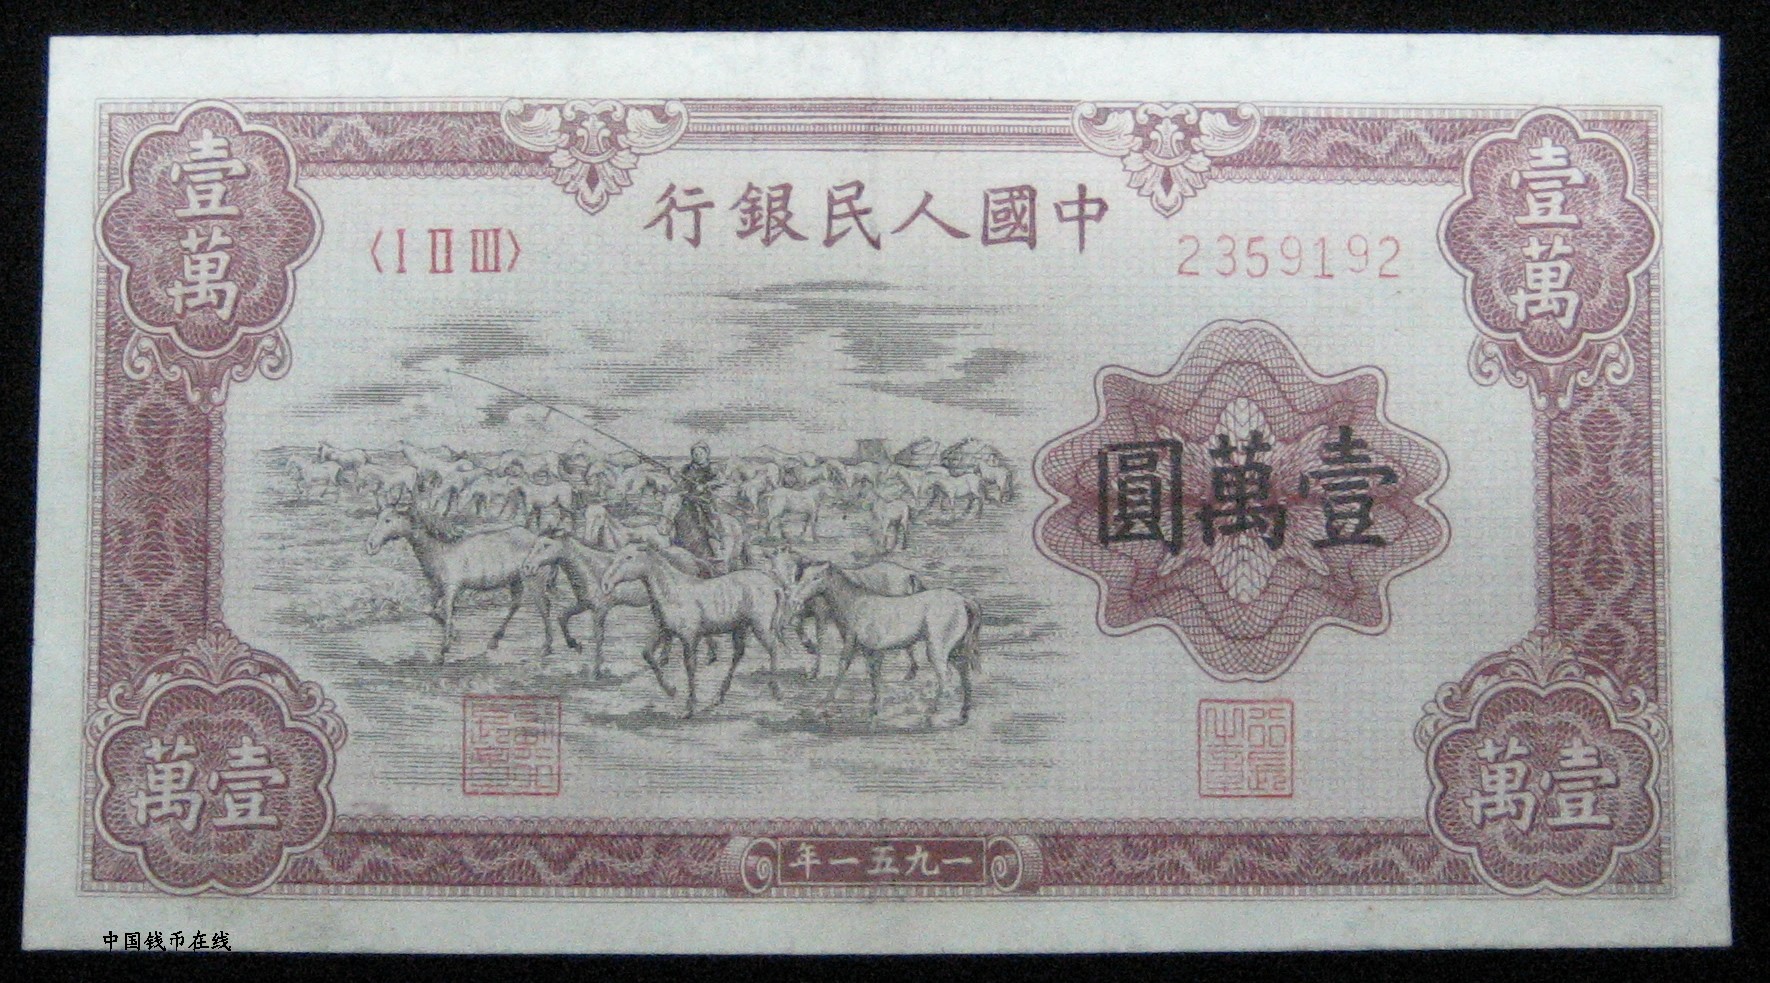 壹萬
壹萬
中國人民銀行
〈I II III〉
2359192
壹萬圓
壹萬
壹萬
一九五一年
中国钱币在线